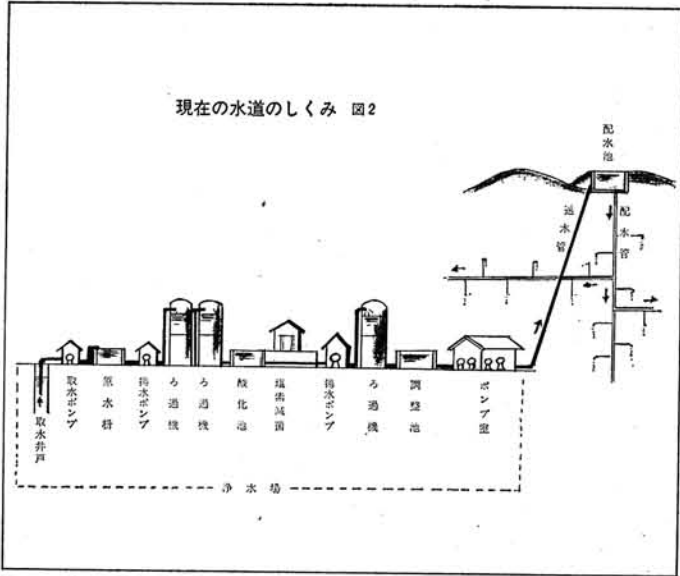 現在の水道のしくみ 図2
配水池
送水管
配水管
取水井戸
取水ポンプ
原水枡
揚水ポンプ
ろ過機
ろ過機
酸化池
塩素滅菌
揚水ポンプ
ろ過機
調整池
ポンプ室
浄水場